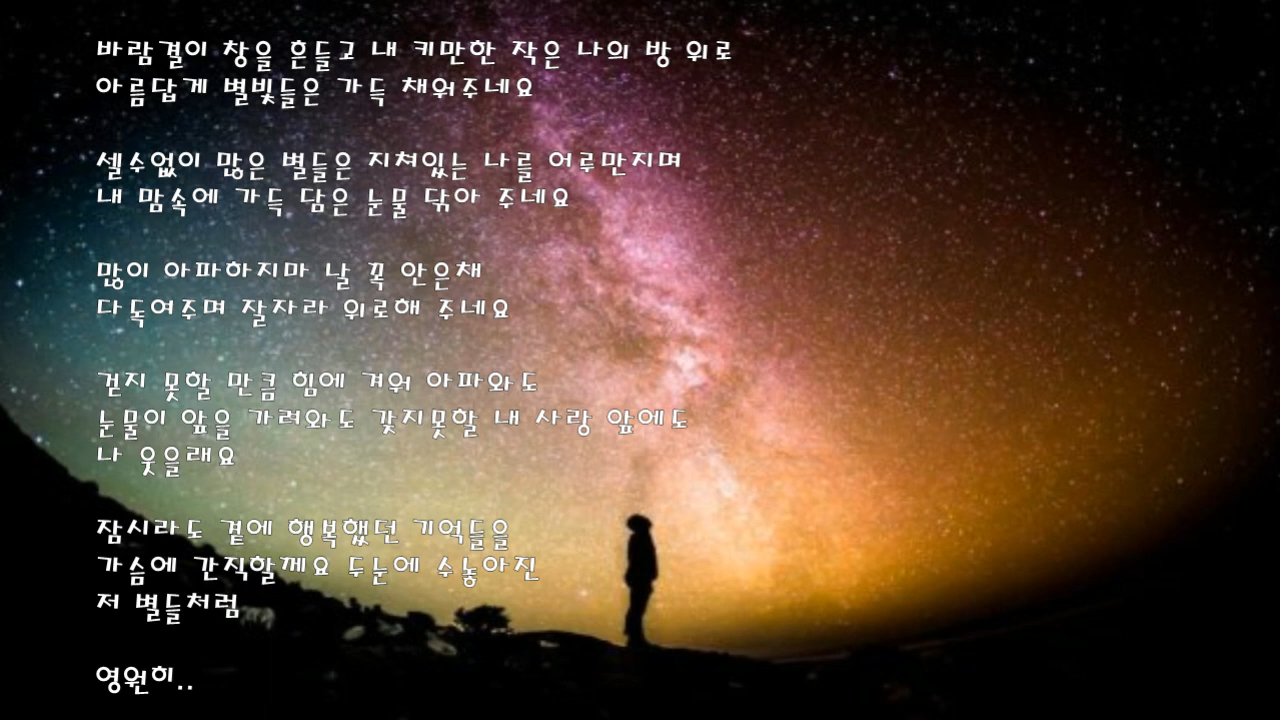 바람결이 창을 흔들고 내 키만한 작은 나의 방 위로
아름답게 별빛들은 가득 채워주네요
셀수없이 많은 별들은 지쳐있는 나를 어루만지며
내 맘속에 가득 담은 눈물 닦아 주네요
많이 아파하지마 날 꼭 안은채
다독여주며 잘자라 위로해 주네요
걷지 못할 만큼 힘에 겨워 아파와도
눈물이 앞을 가려와도 갖지못할 내 사랑 앞에도
나 웃을래요
잠시라도 곁에 행복했던 기억들을
가슴에 간직할께요 두눈에 수놓아진
저 별들처럼
영원히..